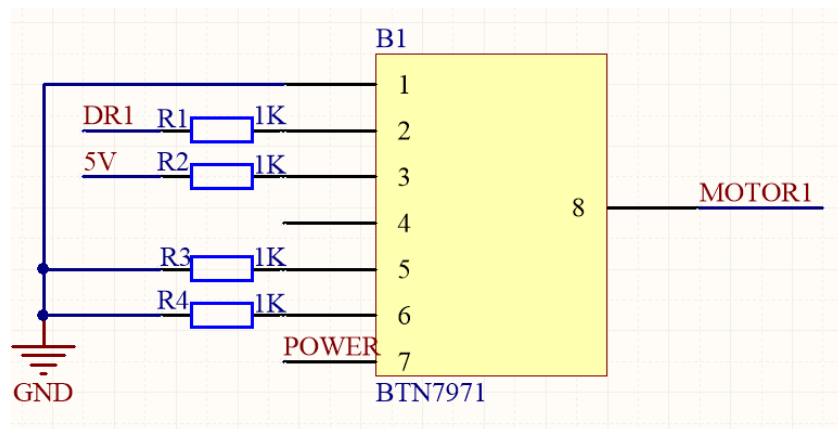 B1
1
DR1 R1 1K 2
5V R2 1K 3
4
8 MOTOR1
R3 1K 5
R4 1K 6
POWER 7
GND BTN7971